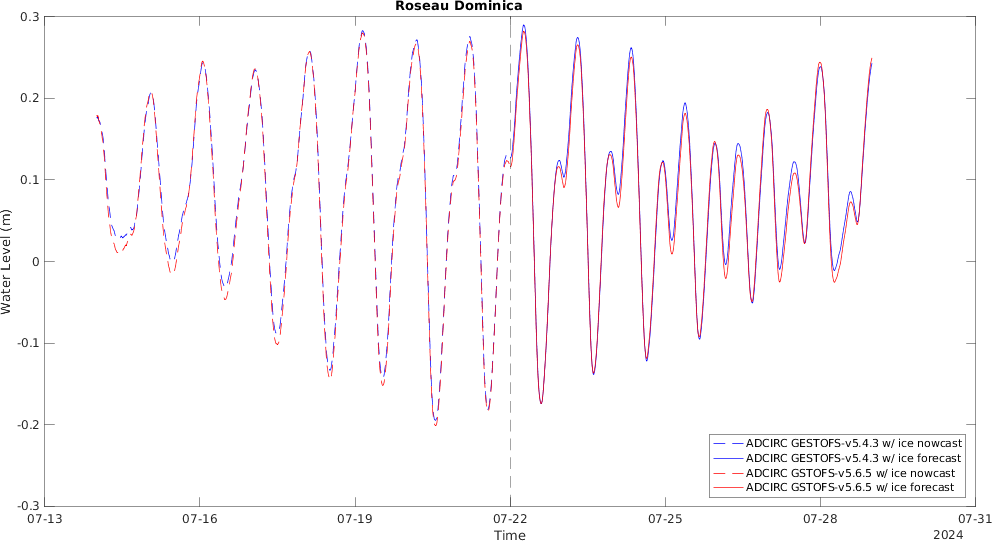 Roseau Dominica
0.3
0.2
0.1
0
-0.1
-0.2
-0.3
Water Level (m)
07-13
07-16
07-19
07-22
07-25
07-28
07-31
Time
2024
ADCIRC GESTOFS-v5.4.3 w/ ice nowcast
ADCIRC GESTOFS-v5.4.3 w/ ice forecast
ADCIRC GSTOFS-v5.6.5 w/ ice nowcast
ADCIRC GSTOFS-v5.6.5 w/ ice forecast